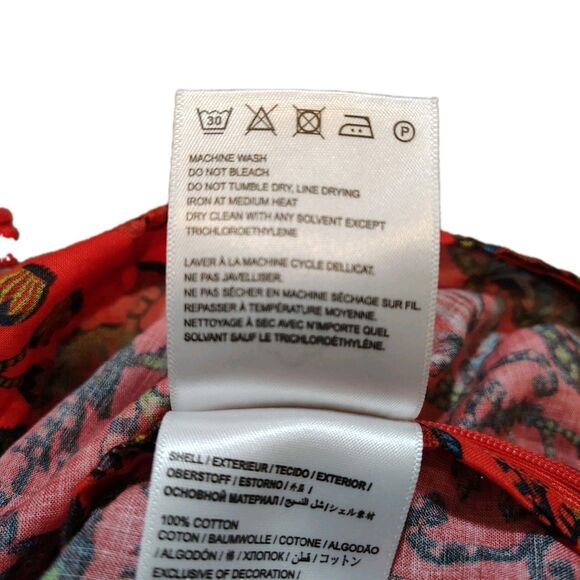 30 P
MACHINE WASH
DO NOT BLEACH
DO NOT TUMBLE DRY, LINE DRYING
IRON AT MEDIUM HEAT
DRY CLEAN WITH ANY SOLVENT EXCEPT
TRICHLOROETHYLENE
LAVER À LA MACHINE CYCLE DELLICAT.
NE PAS JAVELLISER.
NE PAS SÉCHER EN MACHINE SÉCHAGE SUR FIL.
REPASSER À TEMPÉRATURE MOYENNE.
NETTOYAGE À SEC AVEC N'IMPORTE QUEL
SOLVANT SAUF LE TRICHLORÉTHYLÈNE.
SHELL / EXTERIEUR / TECIDO / EXTERIOR /
OBERSTOFF / ESTORNO / 外壳 /
ОСНОВНОЙ МАТЕРИАЛ / シェル素材
100% COTTON
COTON / BAUMWOLLE / COTONE / ALGODAO
/ ALGODÓN / 棉 / ХЛОПОК / قطن / コットン
EXCLUSIVE OF DECORATION /